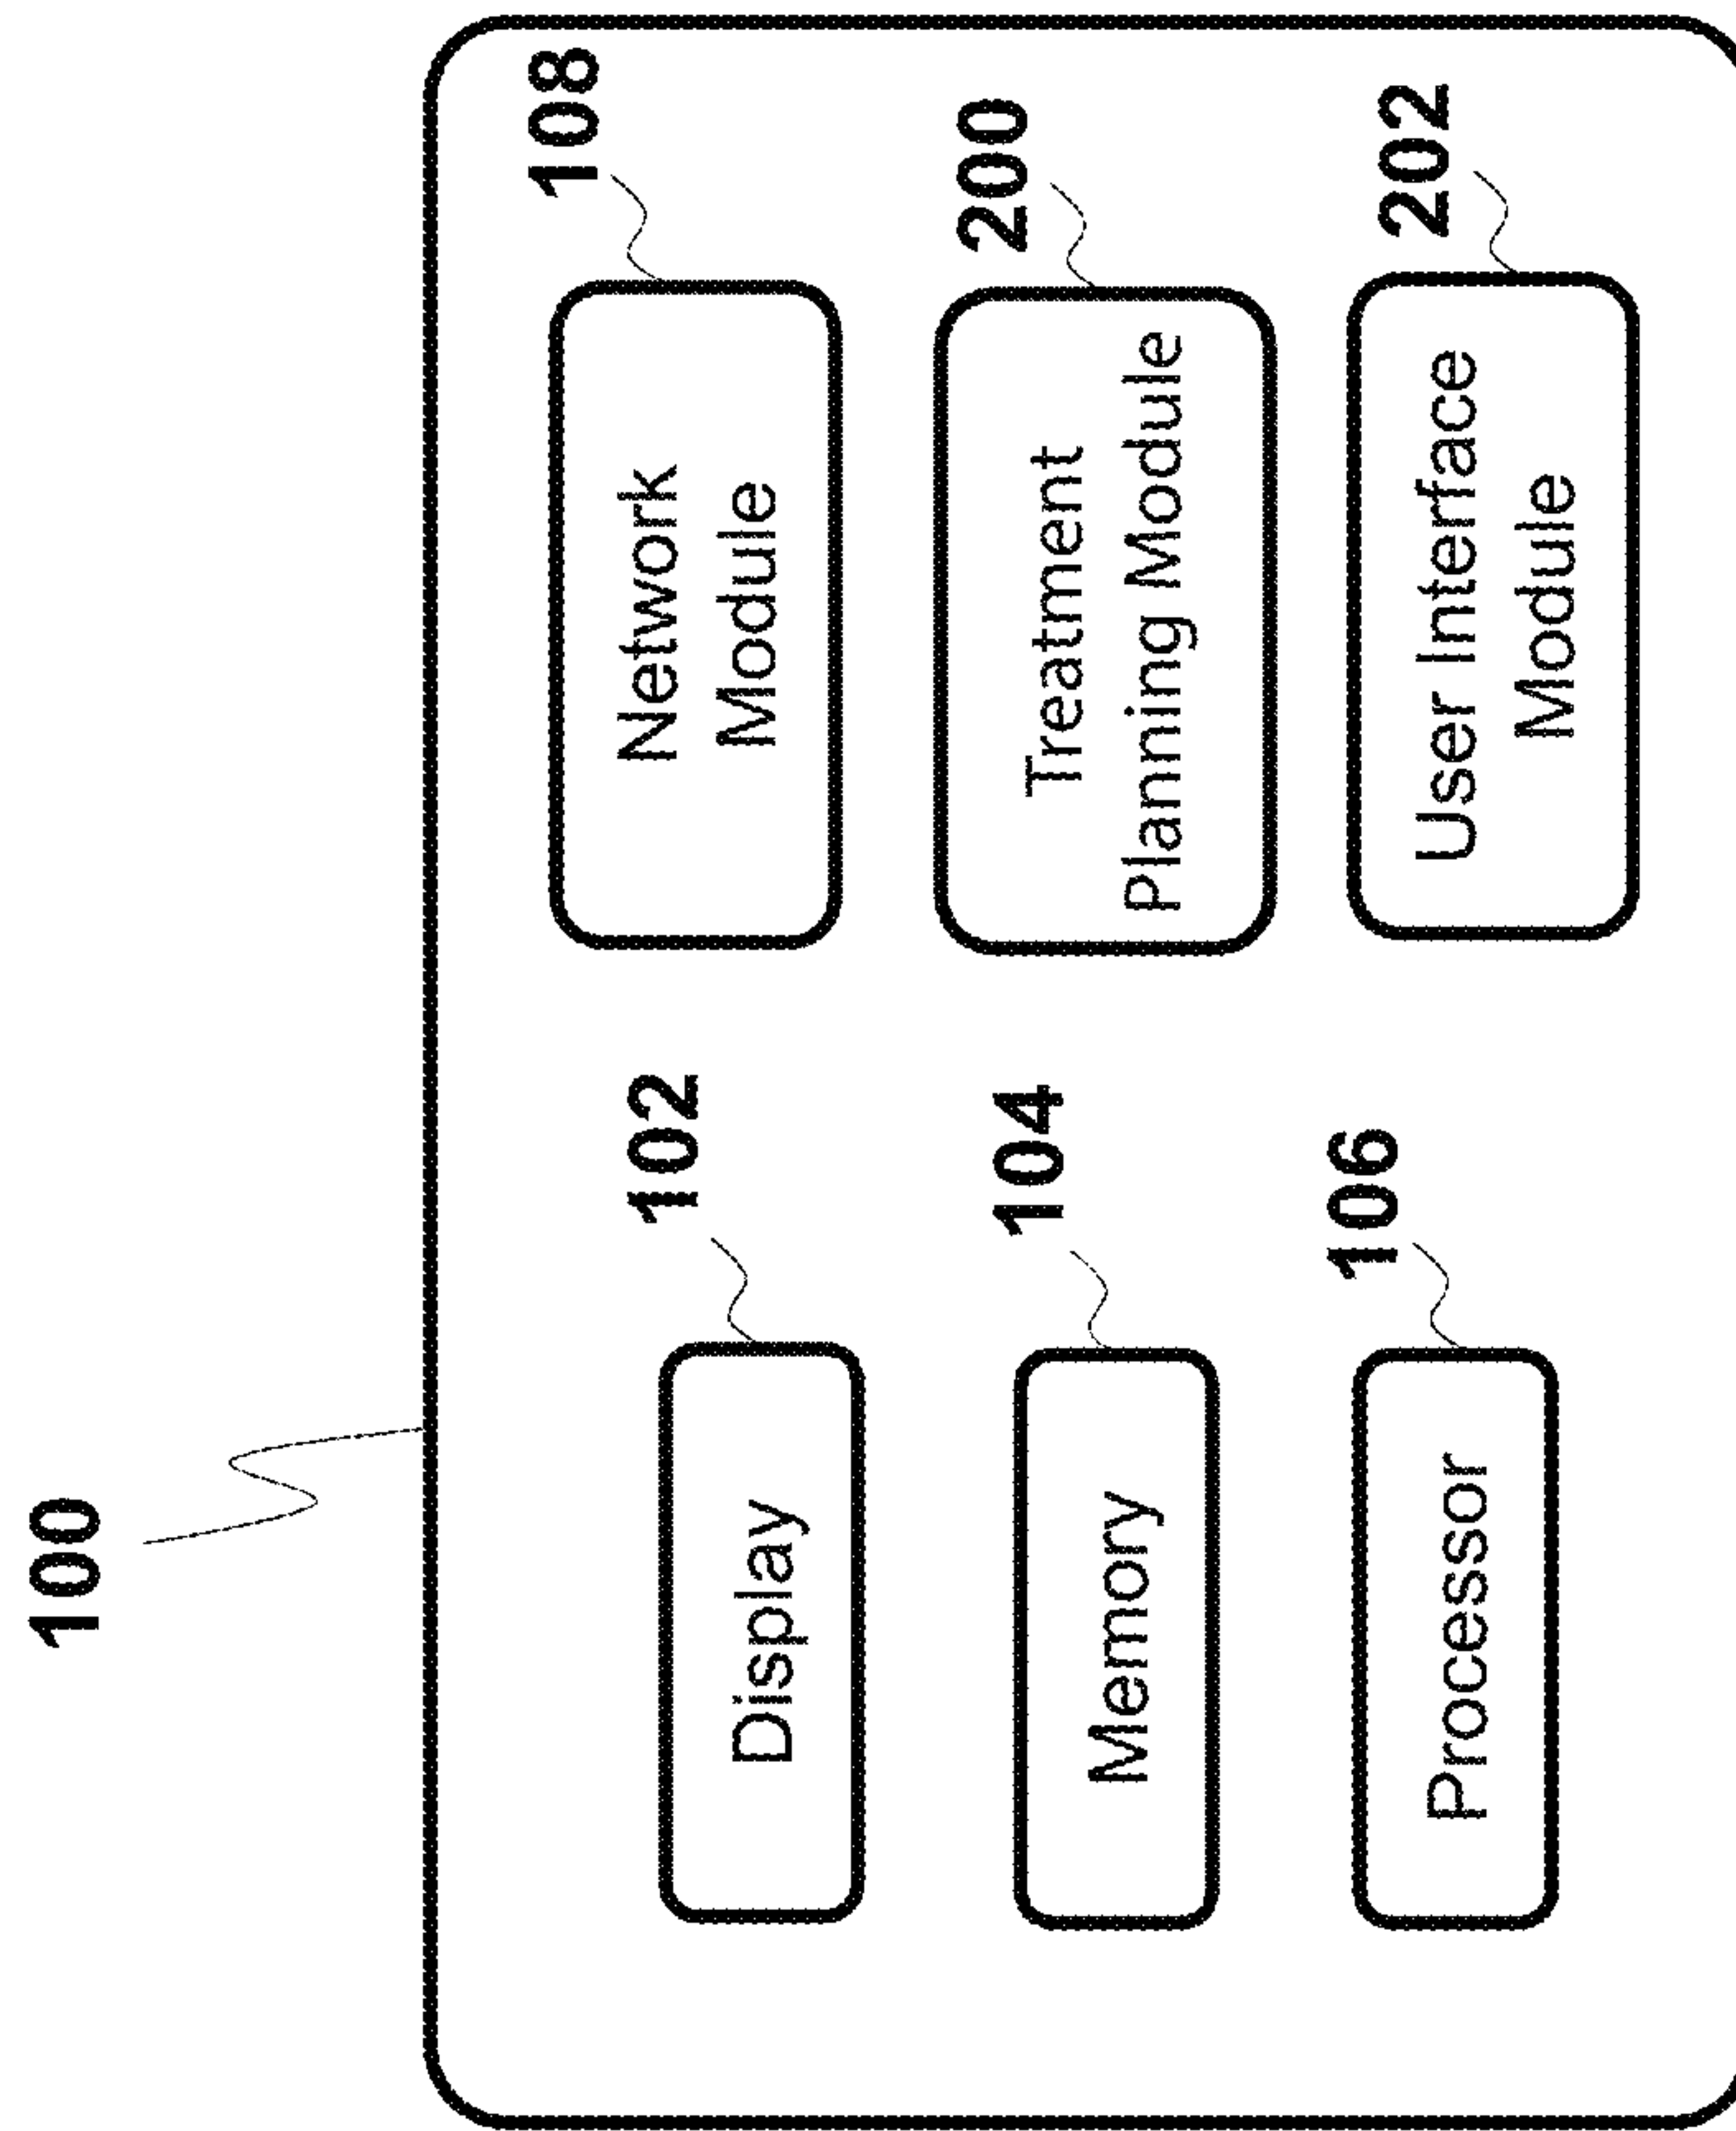 100
102
Display
104
Memory
106
Processor
108
Network
Module
200
Treatment
Planning Module
202
User Interface
Module